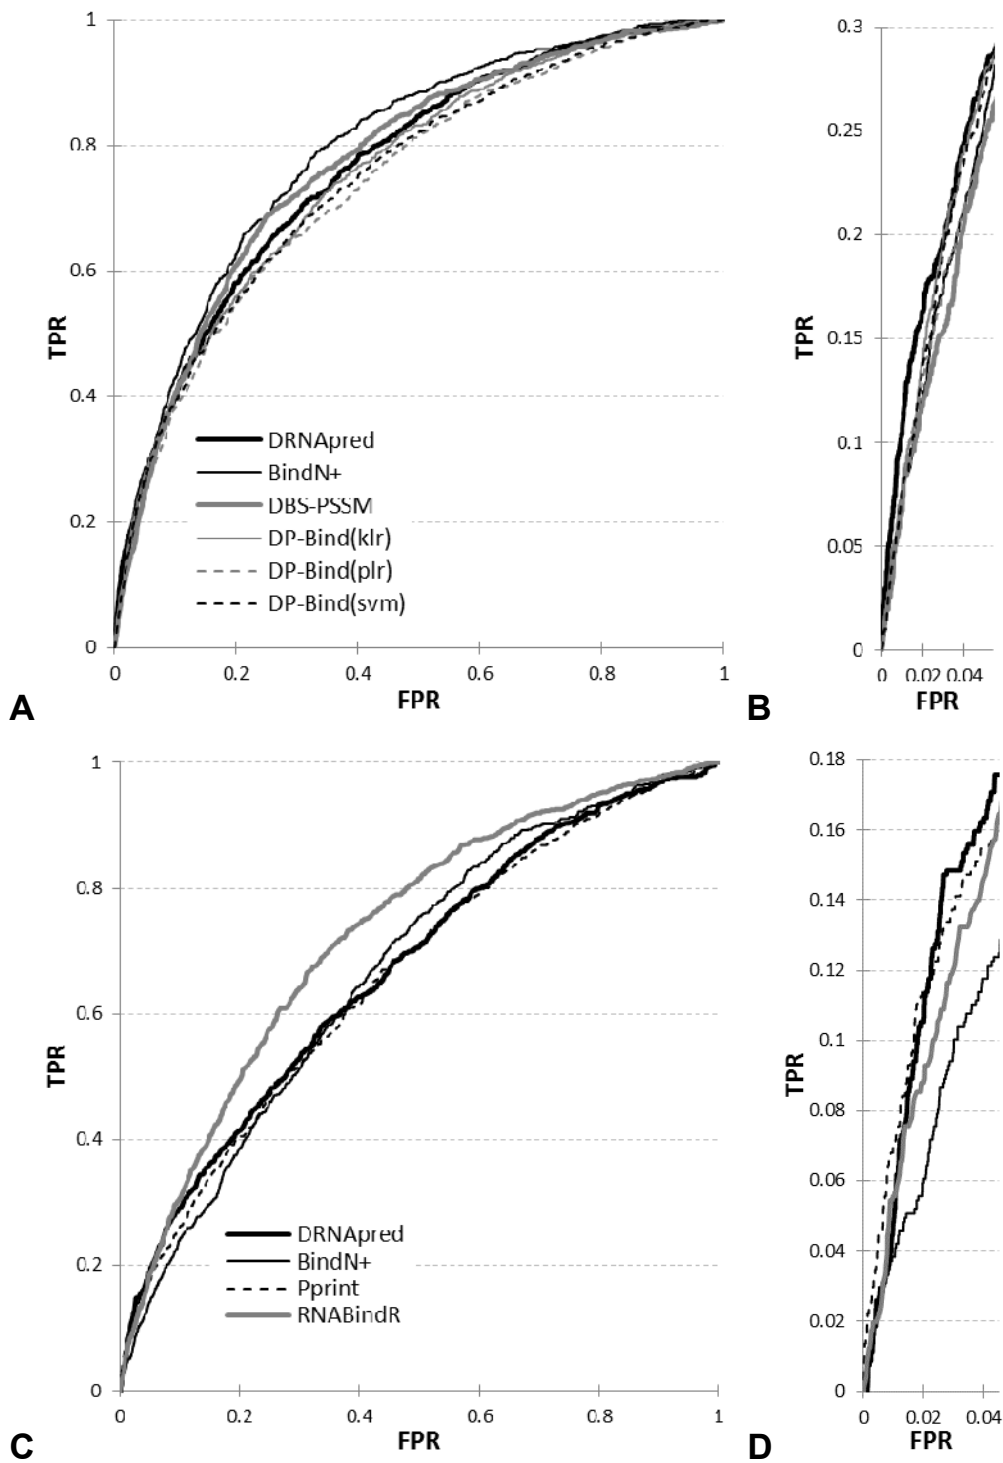 1
0.8
0.6
0.4
0.2
0
TPR
DRNApred
BindN+
DBS-PSSM
DP-Bind(klr)
DP-Bind(plr)
DP-Bind(svm)
0 0.2 0.4 0.6 0.8 1
FPR
A
0.3
0.25
0.2
0.15
0.1
0.05
0
TPR
0 0.02 0.04
FPR
B
1
0.8
0.6
0.4
0.2
0
TPR
DRNApred
BindN+
Pprint
RNABindR
0 0.2 0.4 0.6 0.8 1
FPR
C
0.18
0.16
0.14
0.12
0.1
0.08
0.06
0.04
0.02
0
TPR
0 0.02 0.04
FPR
D